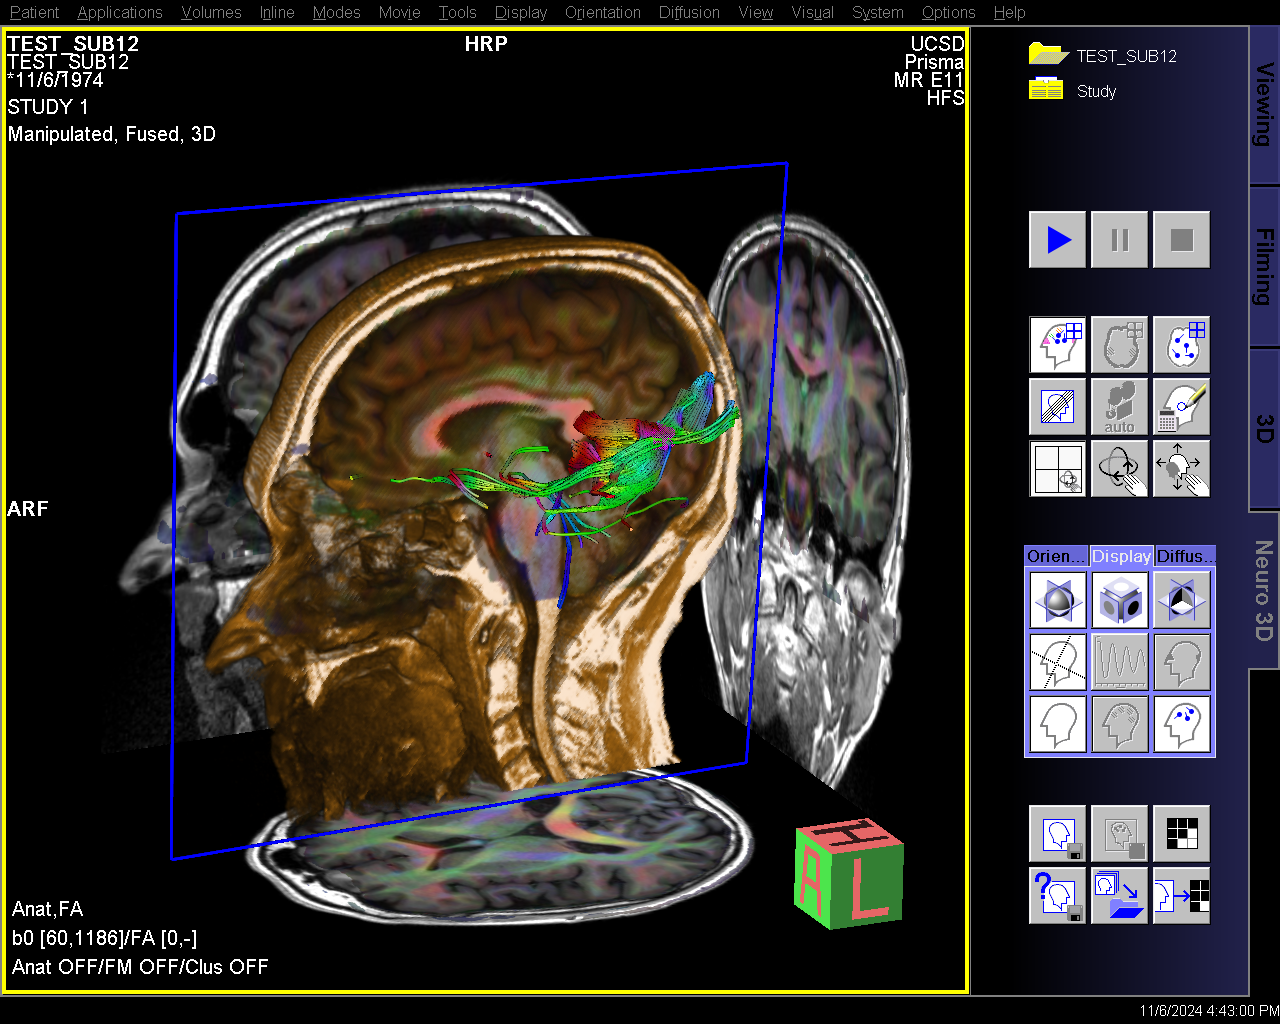 Patient Applications Volumes Inline Modes Movie Tools Display Orientation Diffusion View Visual System Options Help
TEST_SUB12
TEST_SUB12
*11/6/1974
STUDY 1
Manipulated, Fused, 3D
HRP
UCSD
Prisma
MR E11
HFS
ARF
Anat,FA
b0 [60,1186]/FA [0,-]
Anat OFF/FM OFF/Clus OFF
H
A
L
TEST_SUB12
Study
auto
Orien... Display Diffus...
?
Viewing
Filming
3D
Neuro 3D
11/6/2024 4:43:00 PM